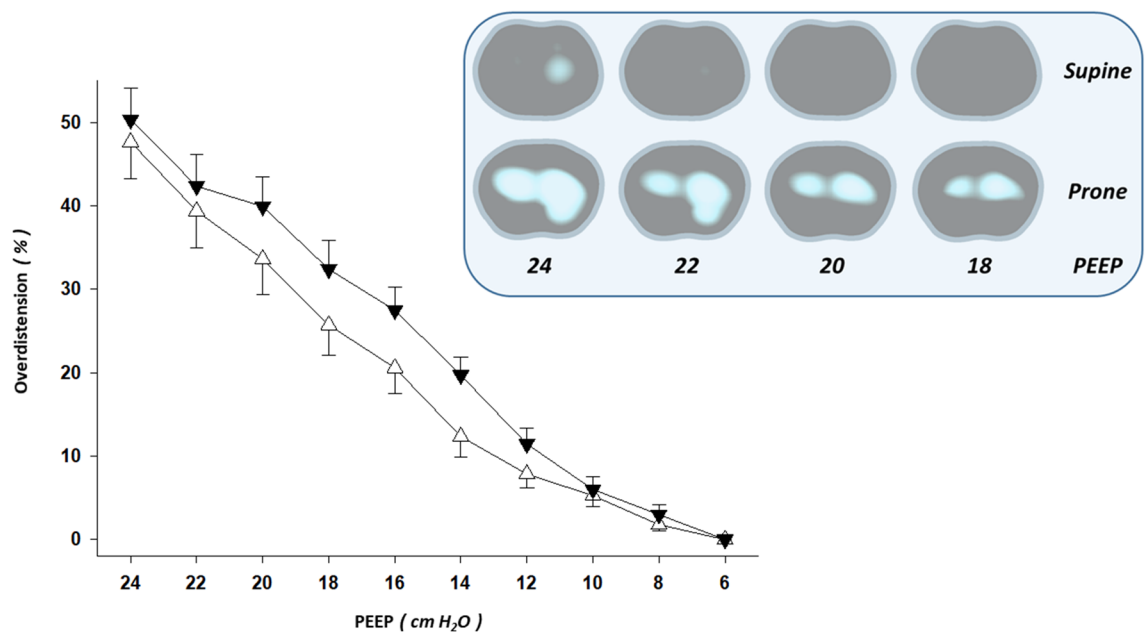 Supine
Prone
24 22 20 18 PEEP
50
40
30
20
10
0
Overdistension ( % )
24 22 20 18 16 14 12 10 8 6
PEEP ( cm H₂O )